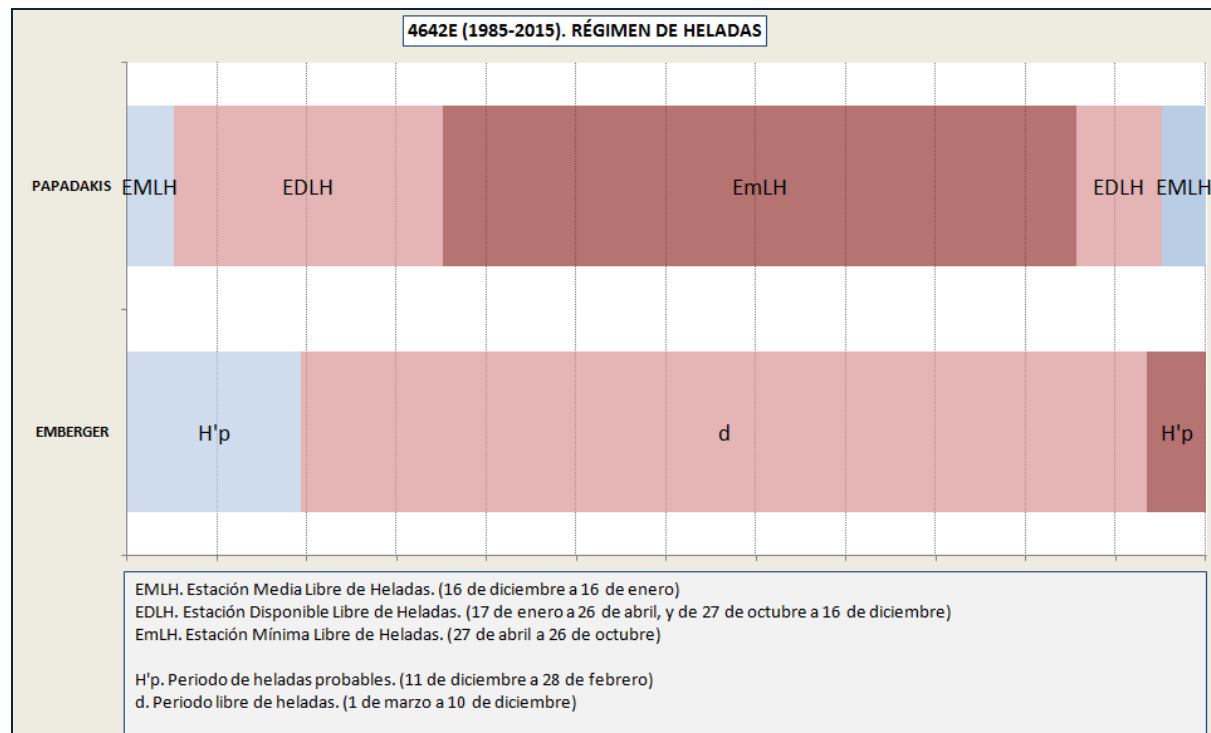 4642E (1985-2015). RÉGIMEN DE HELADAS
PAPADAKIS
EMLH
EDLH
EmLH
EDLH
EMLH
EMBERGER
H'p
d
H'p
EMLH. Estación Media Libre de Heladas. (16 de diciembre a 16 de enero)
EDLH. Estación Disponible Libre de Heladas. (17 de enero a 26 de abril, y de 27 de octubre a 16 de diciembre)
EmLH. Estación Mínima Libre de Heladas. (27 de abril a 26 de octubre)
H'p. Periodo de heladas probables. (11 de diciembre a 28 de febrero)
d. Periodo libre de heladas. (1 de marzo a 10 de diciembre)